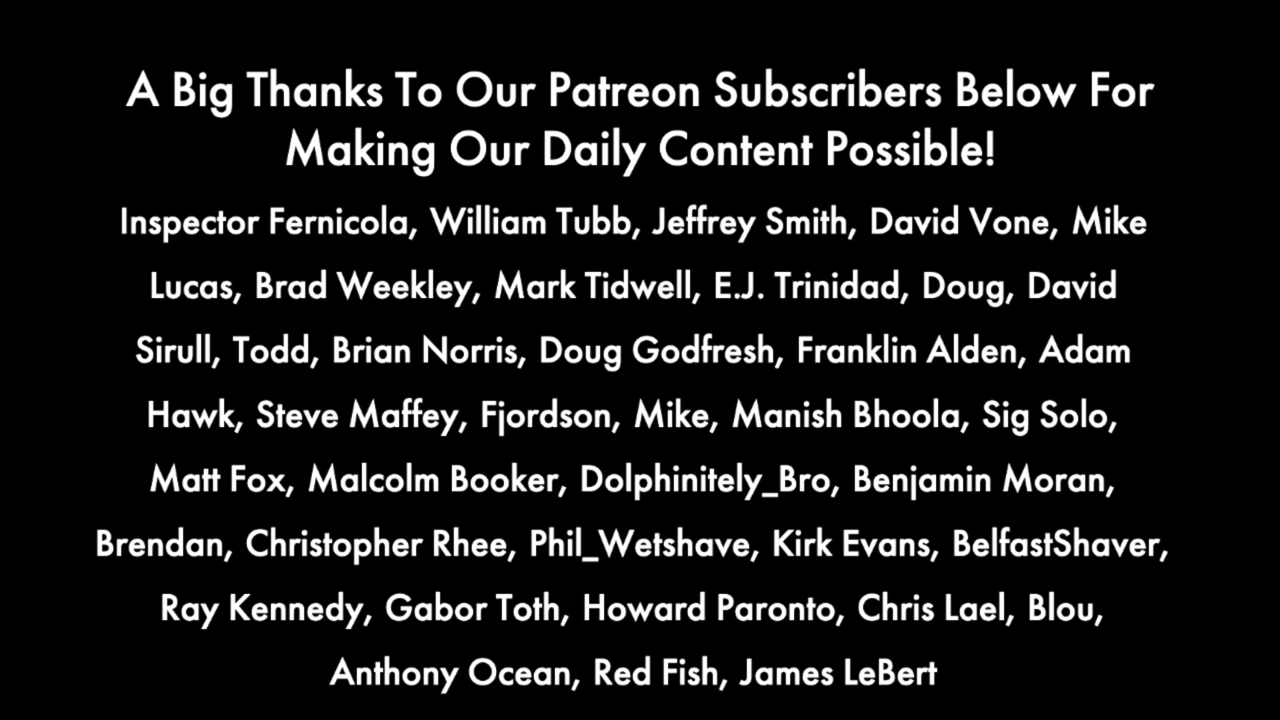 A Big Thanks To Our Patreon Subscribers Below For
Making Our Daily Content Possible!
Inspector Fernicola, William Tubb, Jeffrey Smith, David Vone, Mike
Lucas, Brad Weekley, Mark Tidwell, E.J. Trinidad, Doug, David
Sirull, Todd, Brian Norris, Doug Godfresh, Franklin Alden, Adam
Hawk, Steve Maffey, Fjordson, Mike, Manish Bhoola, Sig Solo,
Matt Fox, Malcolm Booker, Dolphinitely_Bro, Benjamin Moran,
Brendan, Christopher Rhee, Phil_Wetshave, Kirk Evans, BelfastShaver,
Ray Kennedy, Gabor Toth, Howard Paronto, Chris Lael, Blou,
Anthony Ocean, Red Fish, James LeBert